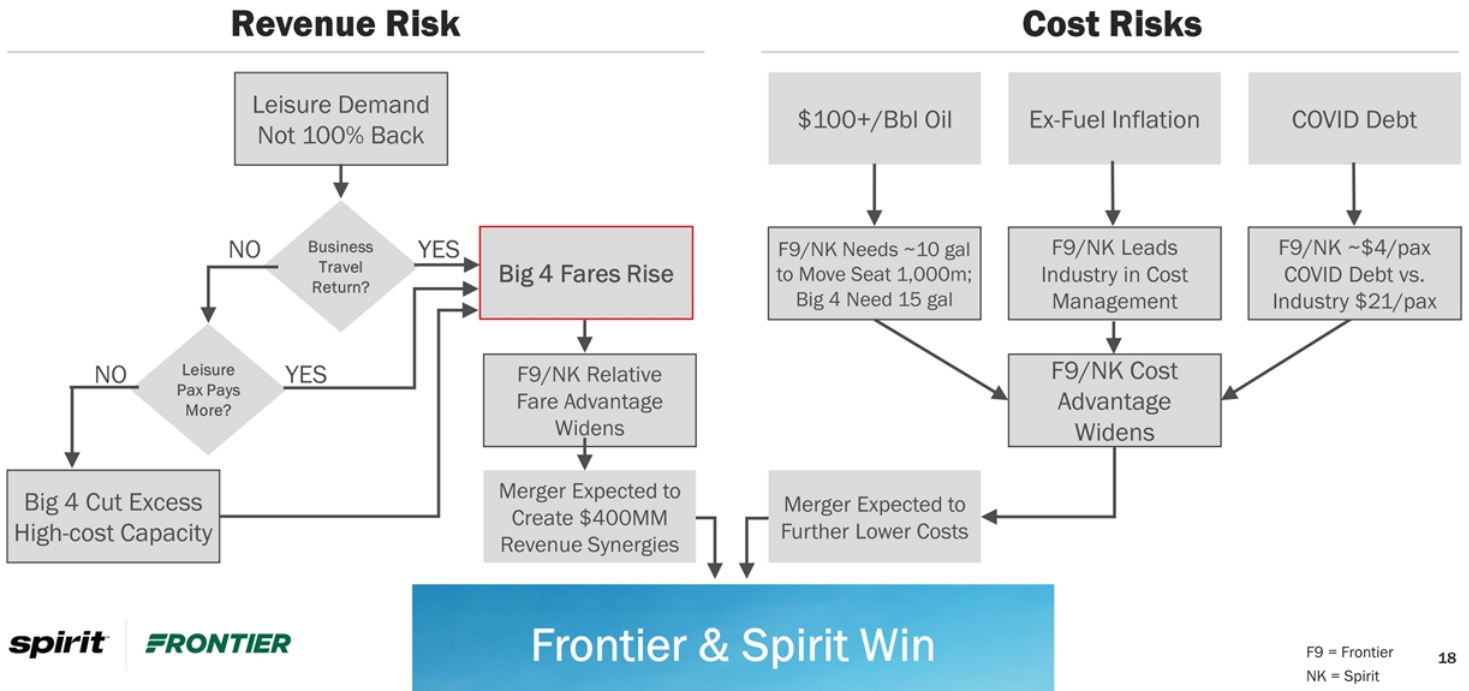 Revenue Risk
Leisure Demand
Not 100% Back
Business
Travel
Return?
NO
YES
Big 4 Fares Rise
Leisure
Pax Pays
More?
NO
YES
Big 4 Cut Excess
High-cost Capacity
F9/NK Relative
Fare Advantage
Widens
Merger Expected to
Create $400MM
Revenue Synergies
Cost Risks
$100+/Bbl Oil
Ex-Fuel Inflation
COVID Debt
F9/NK Needs ~10 gal
to Move Seat 1,000m;
Big 4 Need 15 gal
F9/NK Leads
Industry in Cost
Management
F9/NK ~$4/pax
COVID Debt vs.
Industry $21/pax
F9/NK Cost
Advantage
Widens
Merger Expected to
Further Lower Costs
Frontier & Spirit Win
spirit
FRONTIER
F9 = Frontier
NK = Spirit
18